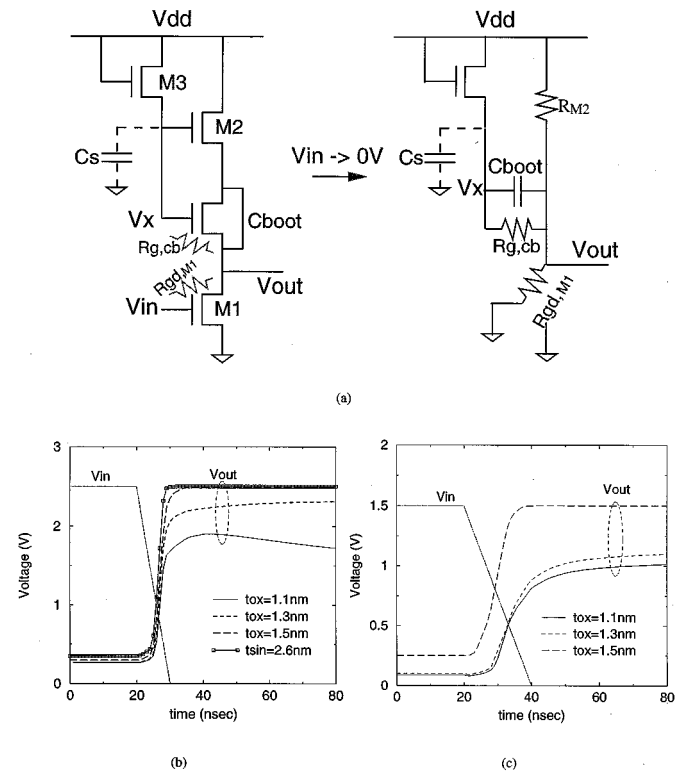 Vdd
Vdd
M3
M2
RM2
Cs
Vin -> 0V
Cs
Cboot
Vx
Cboot
Vx
Rg,cb
Rg,cb
Rgd,M1
Vout
Vout
Vin
M1
Rgd, M1
(a)
3
2
1
0
Voltage (V)
Vin
Vout
tox=1.1nm
tox=1.3nm
tox=1.5nm
tsin=2.6nm
0
20
40
60
80
time (nsec)
(b)
2
1.5
1
0.5
0
Voltage (V)
Vin
Vout
tox=1.1nm
tox=1.3nm
tox=1.5nm
0
20
40
60
80
time (nsec)
(c)